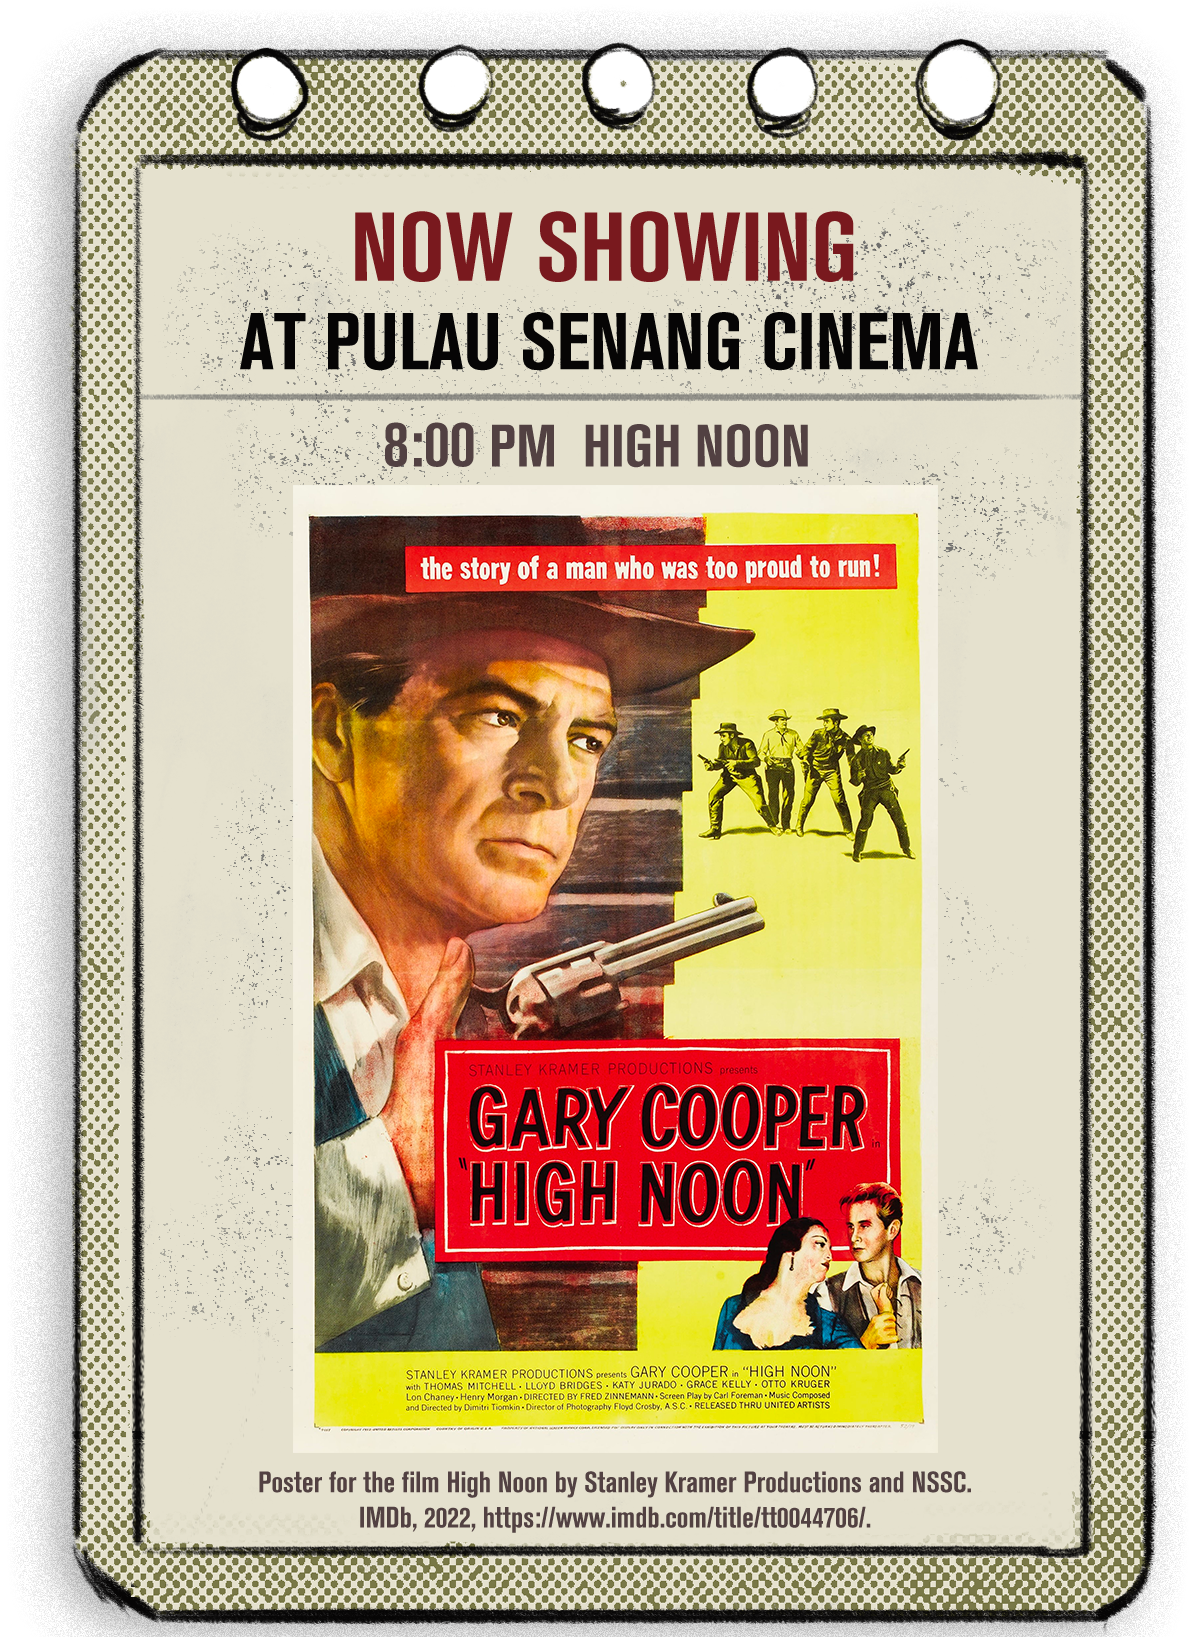 NOW SHOWING
AT PULAU SENANG CINEMA
8:00 PM HIGH NOON
the story of a man who was too proud to run!
STANLEY KRAMER PRODUCTIONS presents
GARY COOPER in
"HIGH NOON"
STANLEY KRAMER PRODUCTIONS presents GARY COOPER in "HIGH NOON"
with THOMAS MITCHELL • LLOYD BRIDGES • KATY JURADO • GRACE KELLY • OTTO KRUGER
Lon Chaney • Henry Morgan • DIRECTED BY FRED ZINNEMANN • Screen Play by Carl Foreman • Music Composed
and Directed by Dimitri Tiomkin • Director of Photography Floyd Crosby, A.S.C. • RELEASED THRU UNITED ARTISTS
Poster for the film High Noon by Stanley Kramer Productions and NSSC.
IMDb, 2022, https://www.imdb.com/title/tt0044706/.